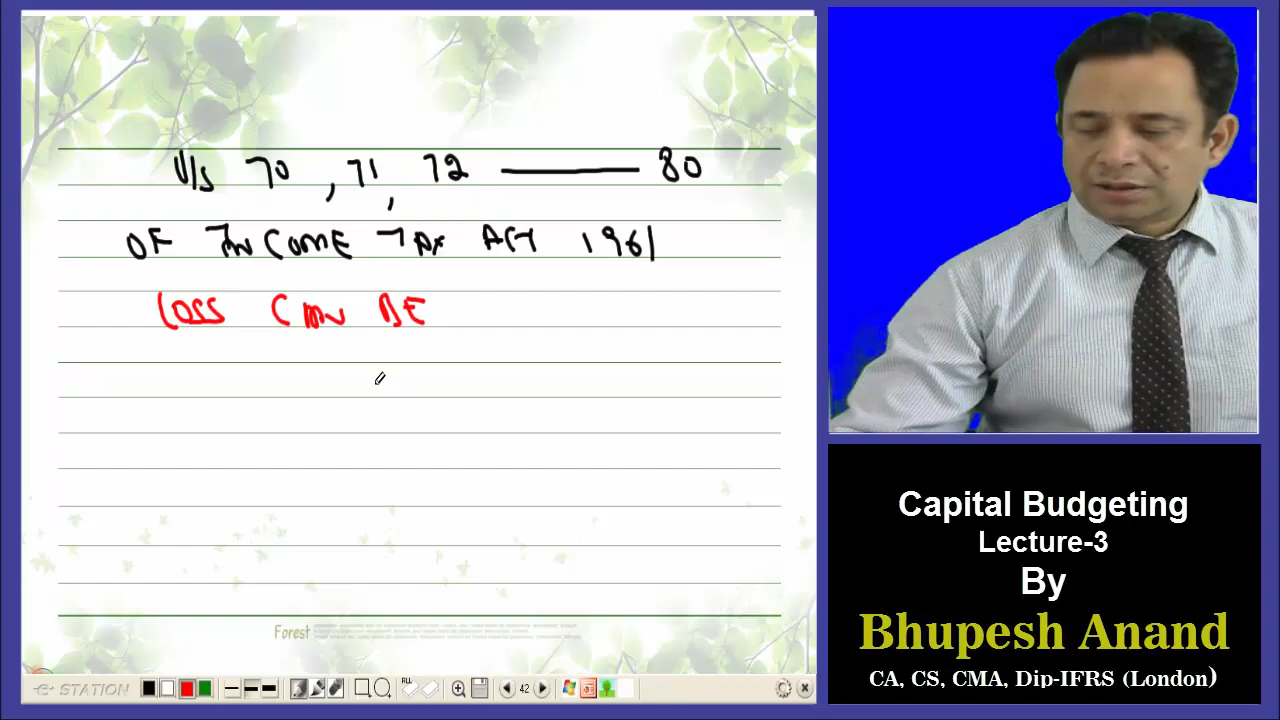 U/S 70 , 71 , 72 ——— 80
OF INCOME TAX ACT 1961
LOSS CAN BE
Forest
e-STATION
ALL
42
Capital Budgeting
Lecture-3
By
Bhupesh Anand
CA, CS, CMA, Dip-IFRS (London)